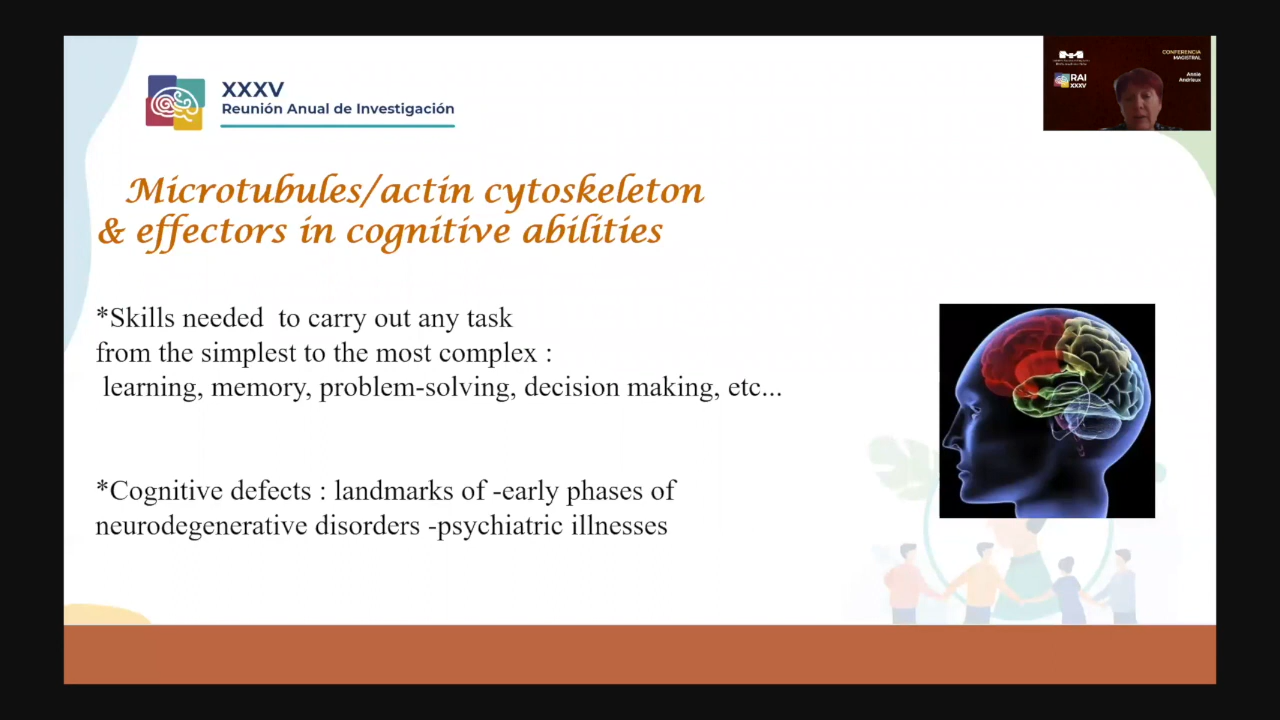 XXXV
Reunión Anual de Investigación
CONFERENCIA
MAGISTRAL
RAI
XXXV
Annie
Andrieux
Microtubules/actin cytoskeleton
& effectors in cognitive abilities
*Skills needed  to carry out any task
from the simplest to the most complex :
learning, memory, problem-solving, decision making, etc...
*Cognitive defects : landmarks of -early phases of
neurodegenerative disorders -psychiatric illnesses